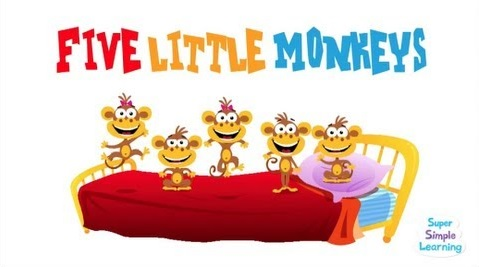 FIVE LITTLE MONKEYS
Super
Simple
Learning